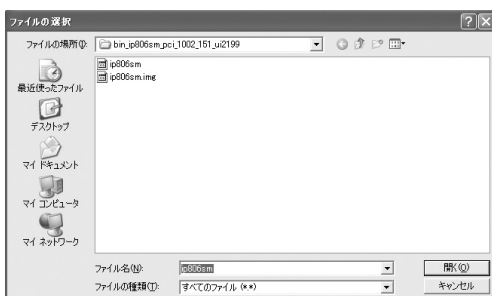 ファイルの選択
ファイルの場所(I):
bin_ip806sm_pci_1002_151_ui2199
ip806sm
ip806sm.img
最近使ったファイル
デスクトップ
マイ ドキュメント
マイ コンピュータ
マイ ネットワーク
ファイル名(N):
ip806sm
開く(O)
ファイルの種類(T):
すべてのファイル (*.*)
キャンセル